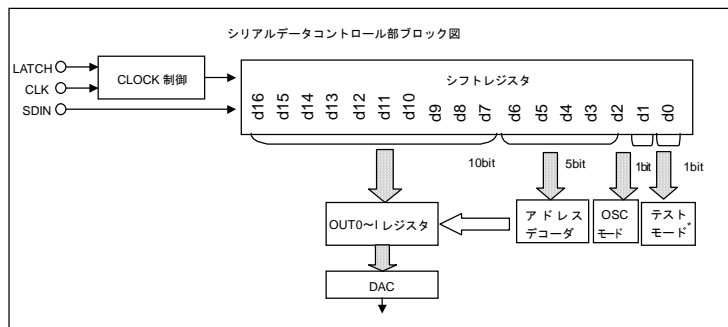 シリアルデータコントロール部ブロック図
LATCH
CLK
SDIN
CLOCK 制御
シフトレジスタ
d16 d15 d14 d13 d12 d11 d10 d9 d8 d7 d6 d5 d4 d3 d2 d1 d0
10bit 5bit 1bit 1bit
OUT0～I レジスタ
アドレス
デコーダ
OSC
モード
テスト
モード*
DAC